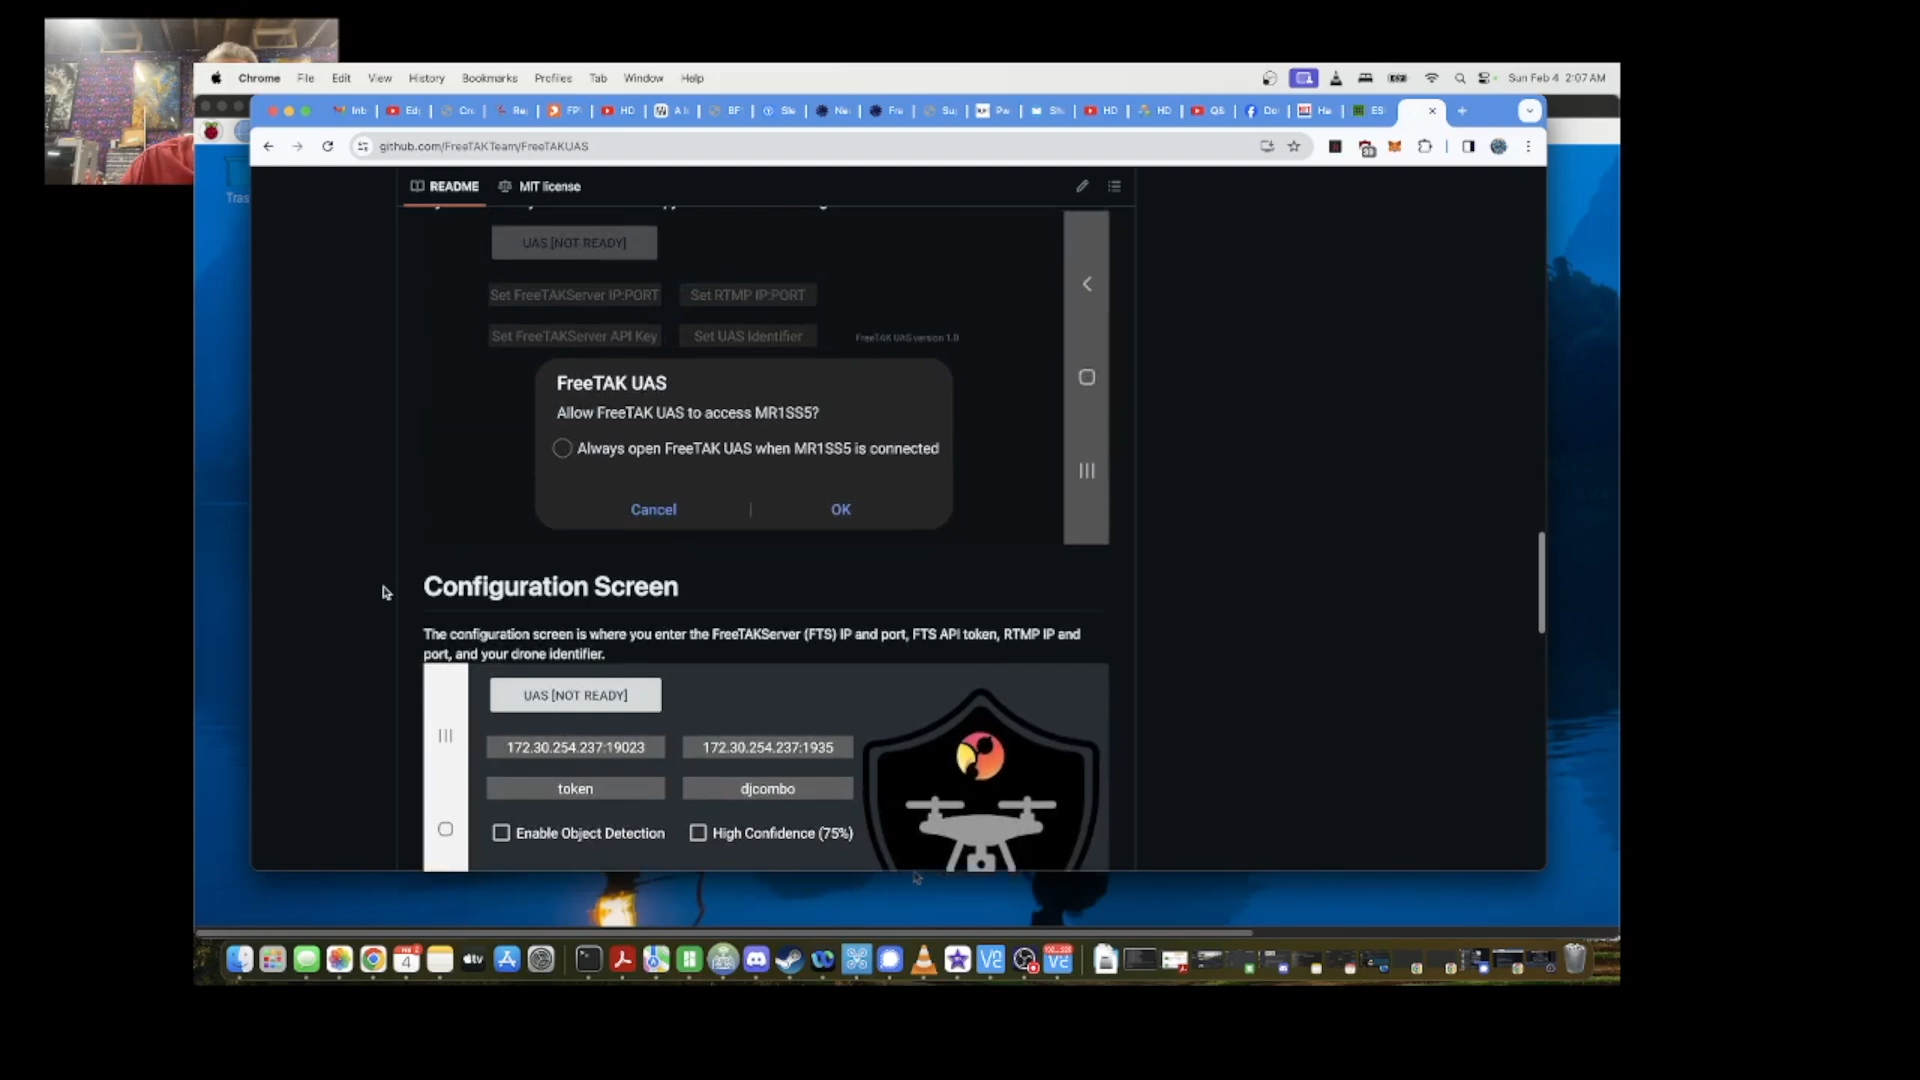 Chrome File Edit View History Bookmarks Profiles Tab Window Help
Sun Feb 4 2:07 AM
github.com/FreeTAKTeam/FreeTAKUAS
README MIT license
UAS [NOT READY]
Set FreeTAKServer IP:PORT Set RTMP IP:PORT
Set FreeTAKServer API Key Set UAS Identifier FreeTAK UAS version 1.0
FreeTAK UAS
Allow FreeTAK UAS to access MR1SS5?
Always open FreeTAK UAS when MR1SS5 is connected
Cancel | OK
Configuration Screen
The configuration screen is where you enter the FreeTAKServer (FTS) IP and port, FTS API token, RTMP IP and
port, and your drone identifier.
UAS [NOT READY]
172.30.254.237:19023 172.30.254.237:1935
token djcombo
Enable Object Detection High Confidence (75%)